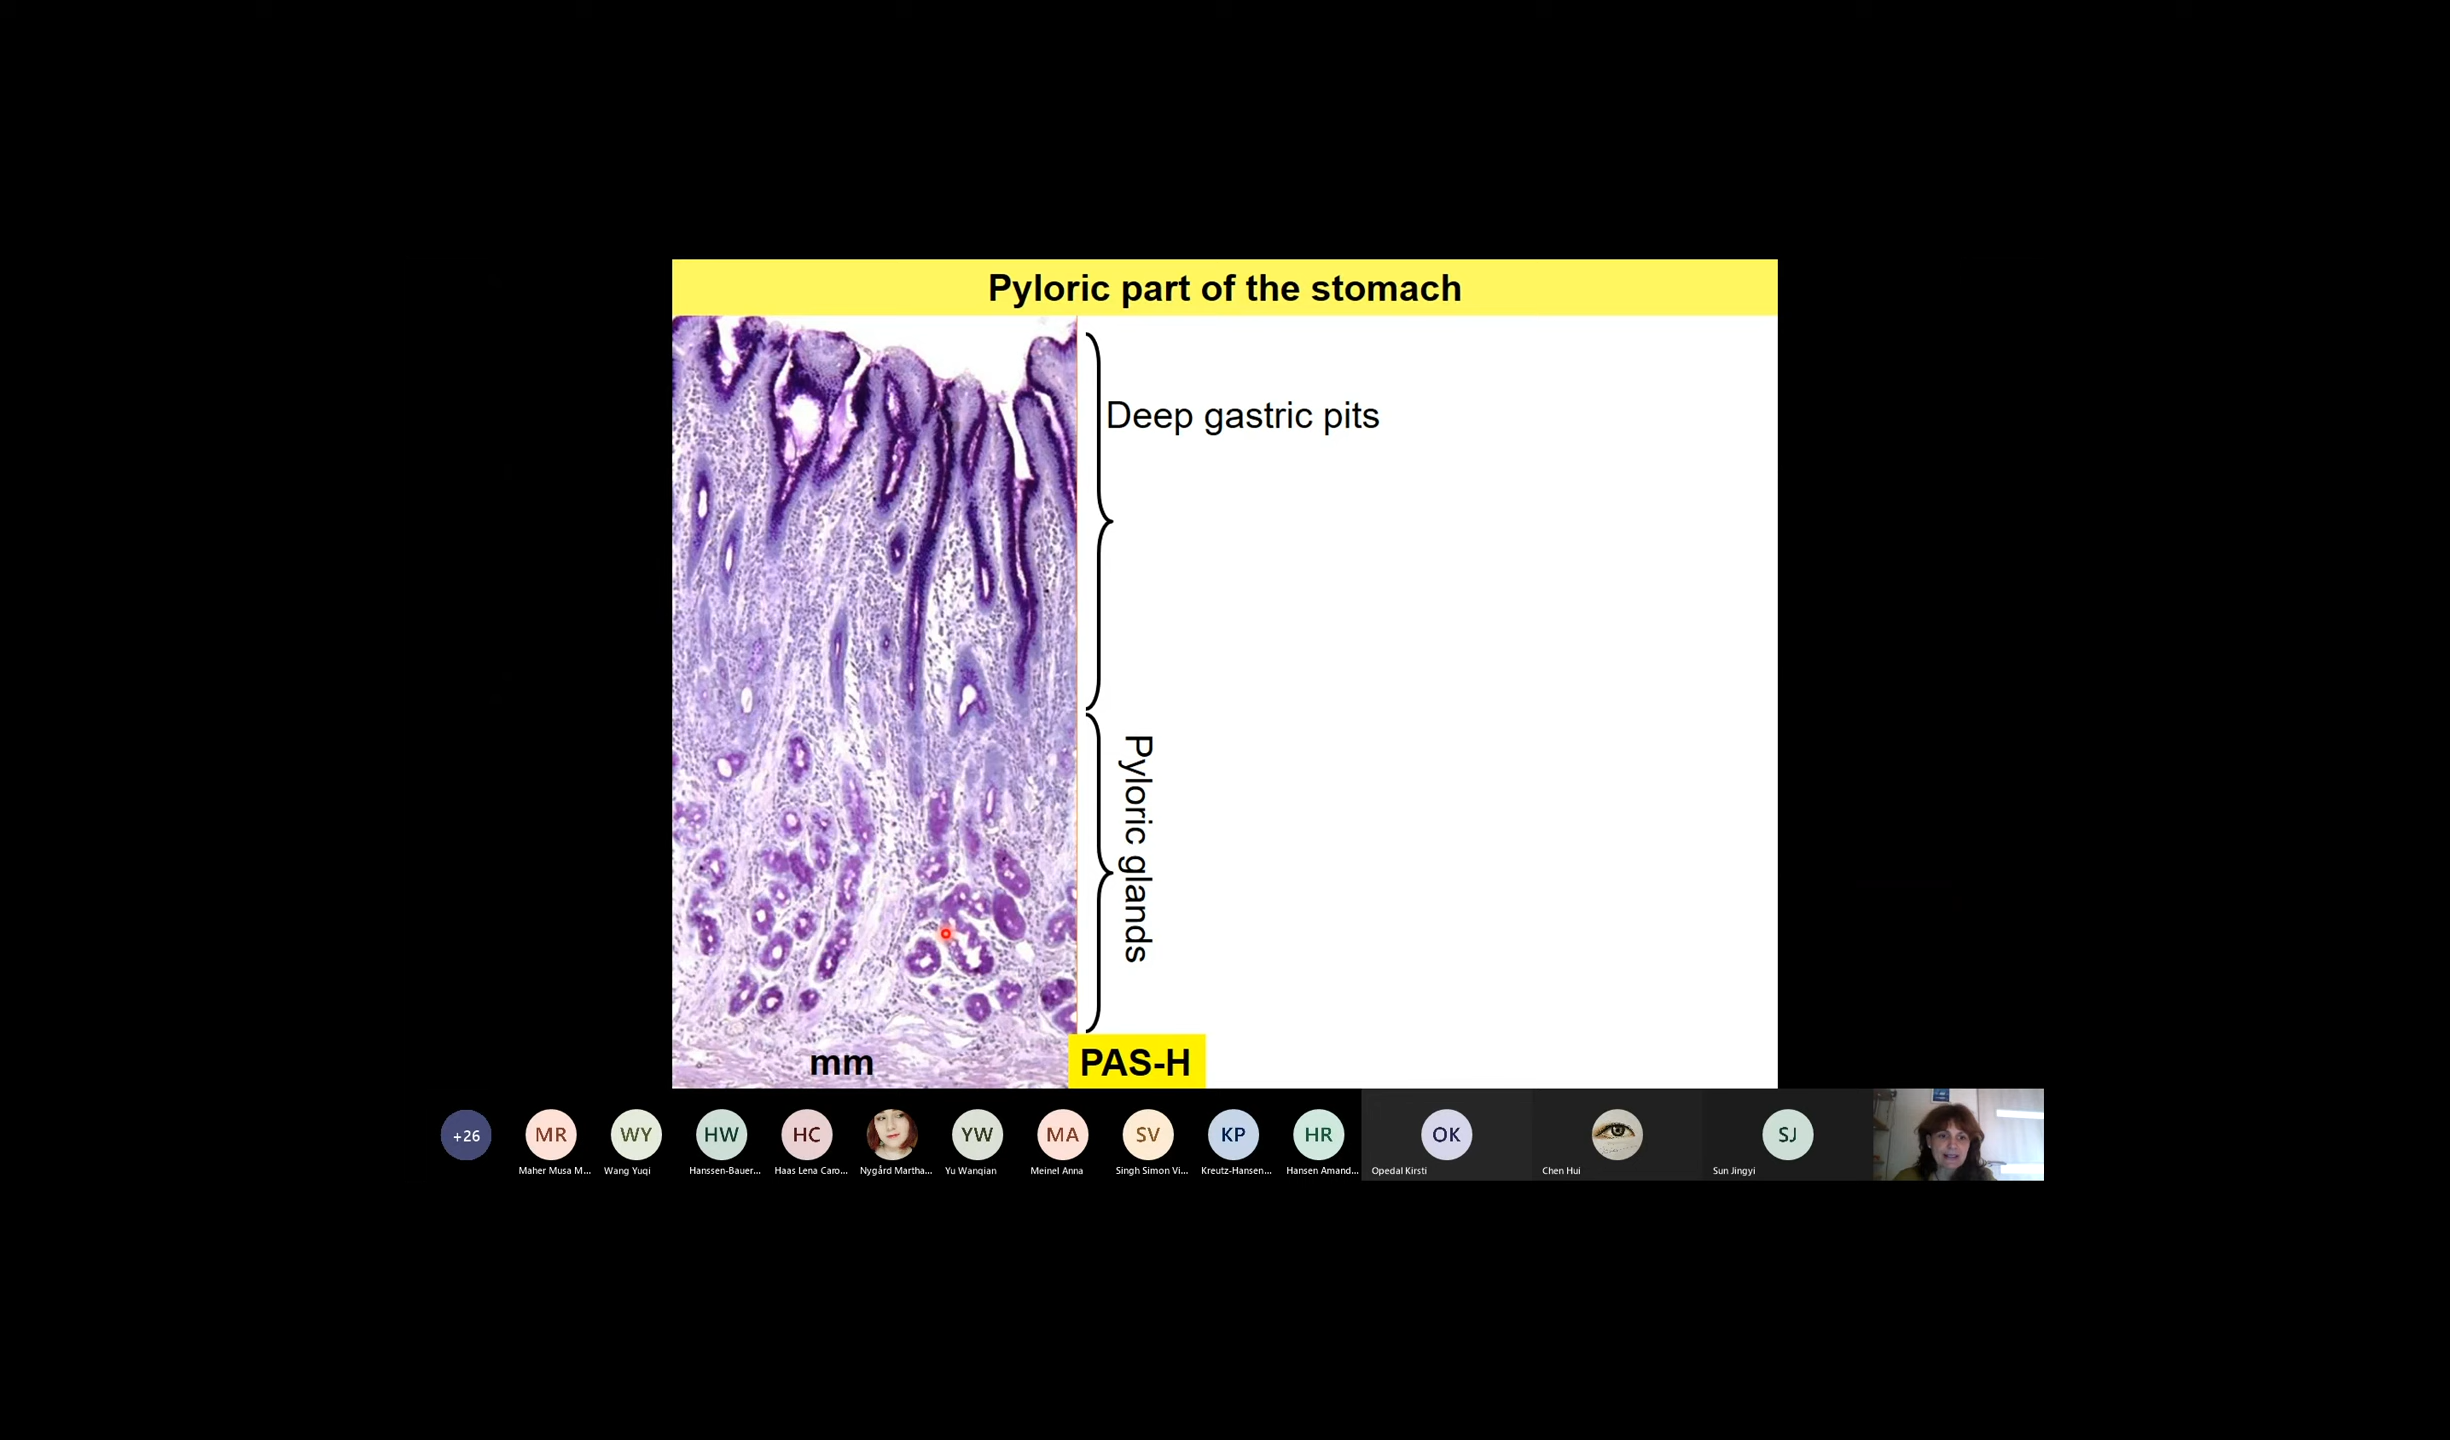 Pyloric part of the stomach
Deep gastric pits
Pyloric glands
mm
PAS-H
+26
MR
WY
HW
HC
YW
MA
SV
KP
HR
OK
SJ
Maher Musa M...
Wang Yuqi
Hanssen-Bauer...
Haas Lena Caro...
Nygård Martha...
Yu Wanqian
Meinel Anna
Singh Simon Vi...
Kreutz-Hansen...
Hansen Amand...
Opedal Kirsti
Chen Hui
Sun Jingyi